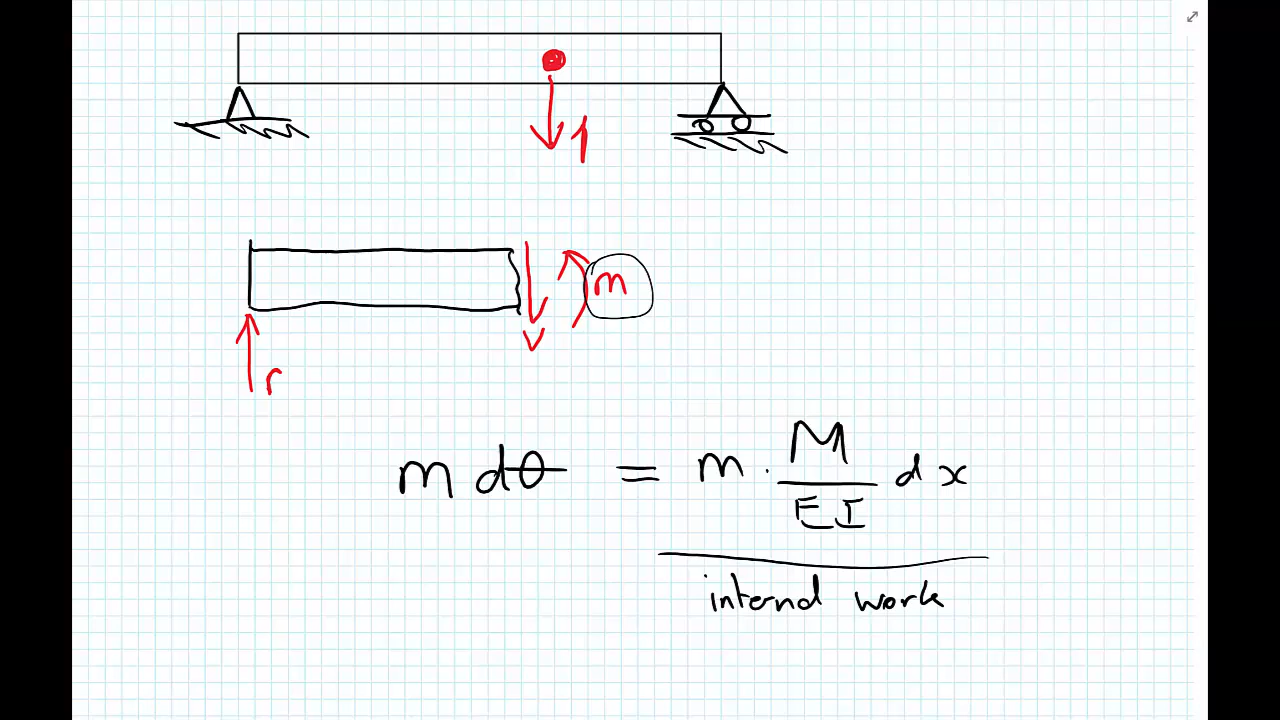 1
m
r
m dθ = m · M/EI dx
internal work